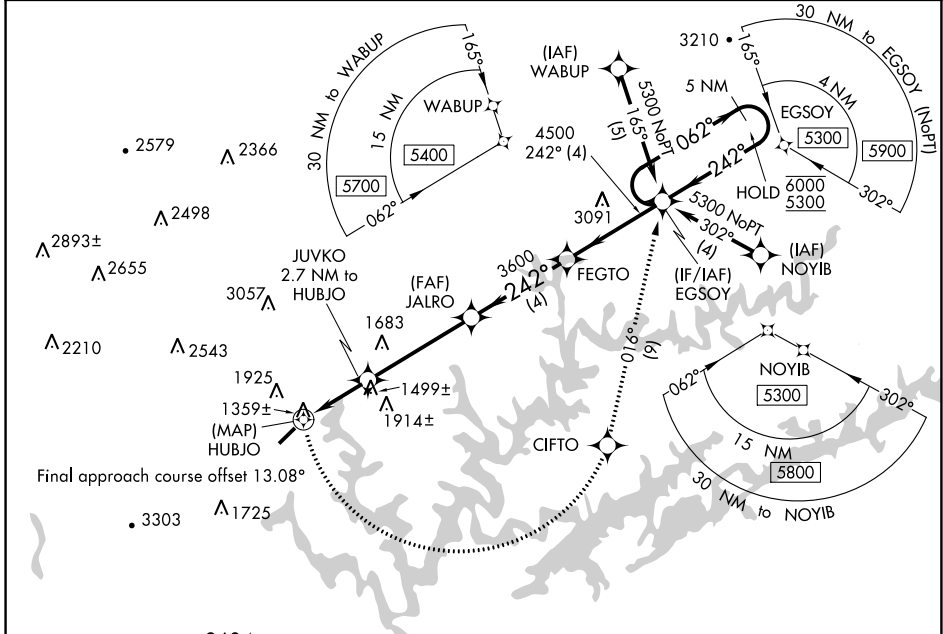 30 NM to WABUP
15 NM
165°
WABUP
5400
5700
062°
(IAF)
WABUP
5300 NoPT
165°
(5)
3210
5 NM
165°
30 NM to EGSOY (NoPT)
4 NM
EGSOY
5300
5900
302°
062°
242°
HOLD
6000
5300
4500
242° (4)
2579
2366
2498
2893±
2655
3057
3091
5300 NoPT
302°
(4)
(IAF)
NOYIB
(IF/IAF)
EGSOY
FEGTO
3600
242°
(4)
(FAF)
JALRO
JUVKO
2.7 NM to
HUBJO
2210
2543
1683
1925
1499±
1914±
1359±
(MAP)
HUBJO
016°
(9)
CIFTO
NOYIB
5300
062°
302°
15 NM
5800
30 NM to NOYIB
Final approach course offset 13.08°
3303
1725